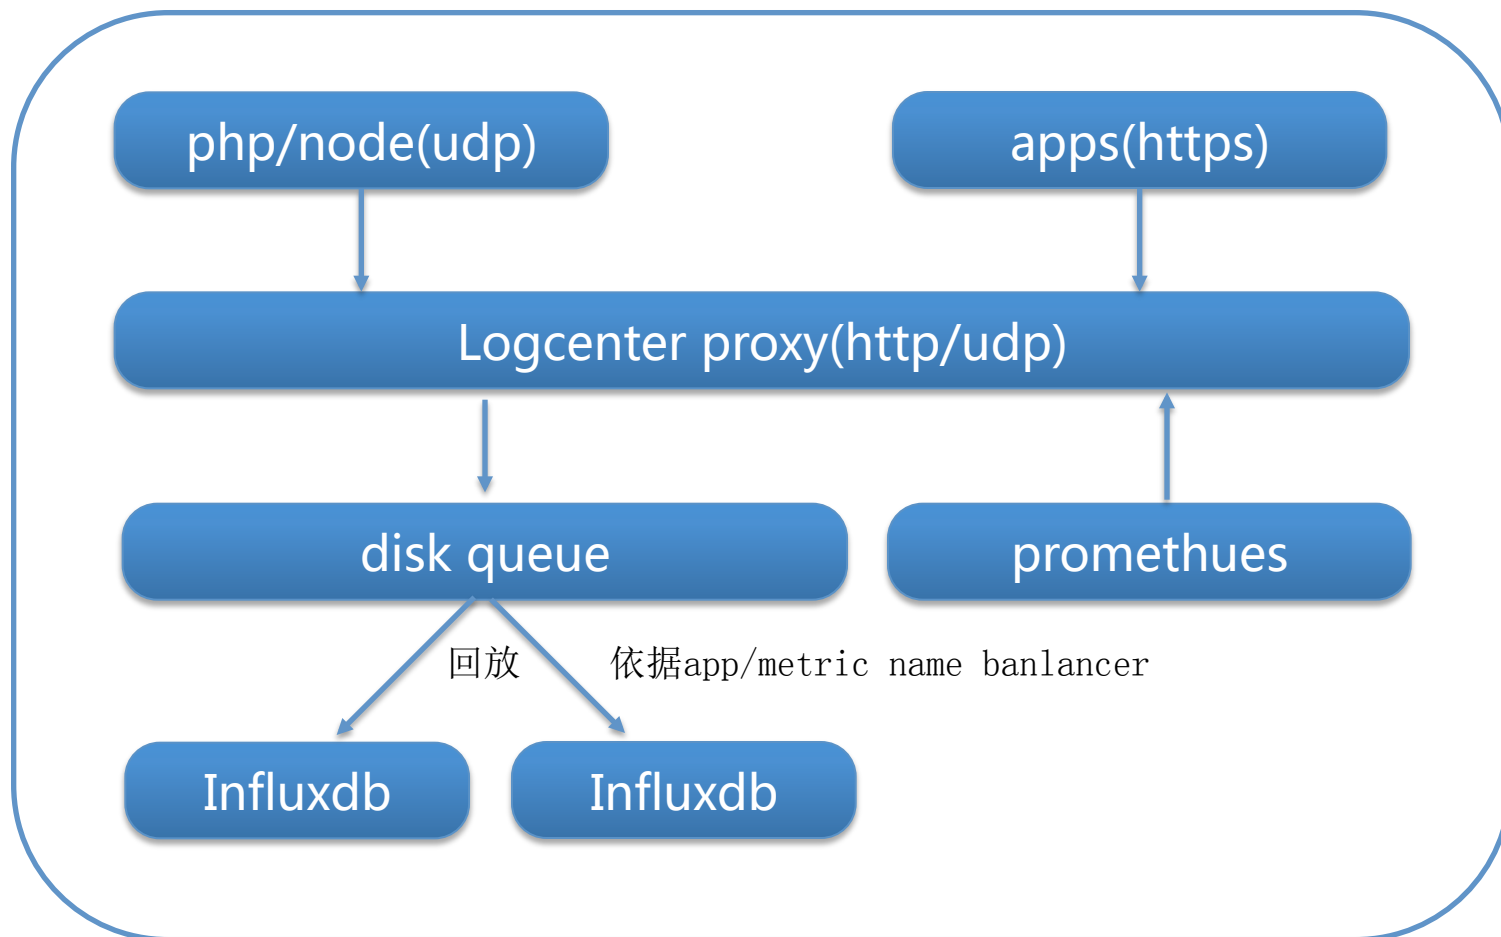 php/node(udp)
apps(https)
Logcenter proxy(http/udp)
disk queue
promethues
回放
依据app/metric name banlancer
Influxdb
Influxdb